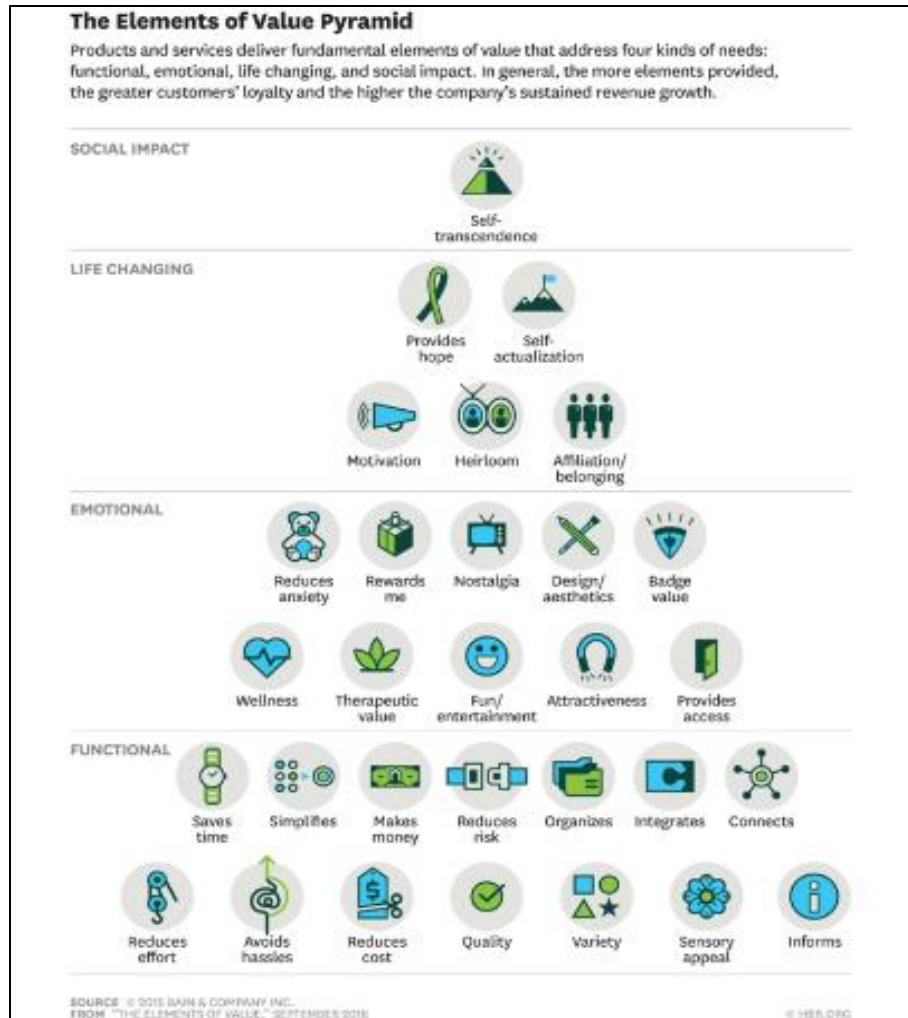 The Elements of Value Pyramid
Products and services deliver fundamental elements of value that address four kinds of needs:
functional, emotional, life changing, and social impact. In general, the more elements provided,
the greater customers' loyalty and the higher the company's sustained revenue growth.
SOCIAL IMPACT
Self-
transcendence
LIFE CHANGING
Provides
hope
Self-
actualization
Motivation
Heirloom
Affiliation/
belonging
EMOTIONAL
Reduces
anxiety
Rewards
me
Nostalgia
Design/
aesthetics
Badge
value
Wellness
Therapeutic
value
Fun/
entertainment
Attractiveness
Provides
access
FUNCTIONAL
Saves
time
Simplifies
Makes
money
Reduces
risk
Organizes
Integrates
Connects
Reduces
effort
Avoids
hassles
$
Reduces
cost
Quality
Variety
Sensory
appeal
i
Informs
SOURCE © 2015 BAIN & COMPANY INC.
FROM "THE ELEMENTS OF VALUE," SEPTEMBER 2016
© HBR.ORG